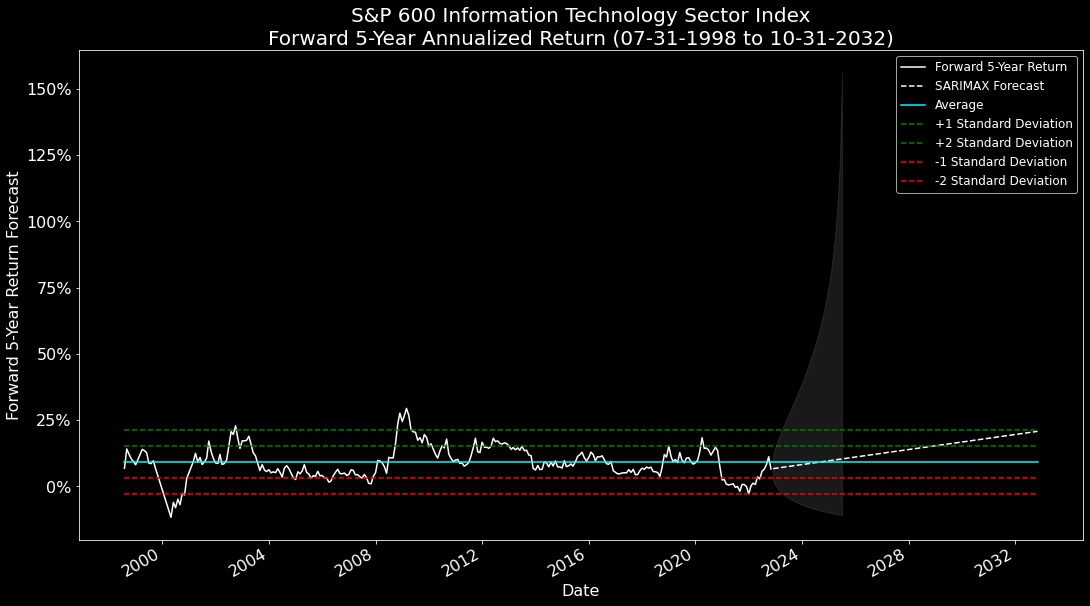 S&P 600 Information Technology Sector Index
Forward 5-Year Annualized Return (07-31-1998 to 10-31-2032)
Forward 5-Year Return
SARIMAX Forecast
Average
+1 Standard Deviation
+2 Standard Deviation
-1 Standard Deviation
-2 Standard Deviation
Forward 5-Year Return Forecast
150%
125%
100%
75%
50%
25%
0%
2000
2004
2008
2012
2016
2020
2024
2028
2032
Date